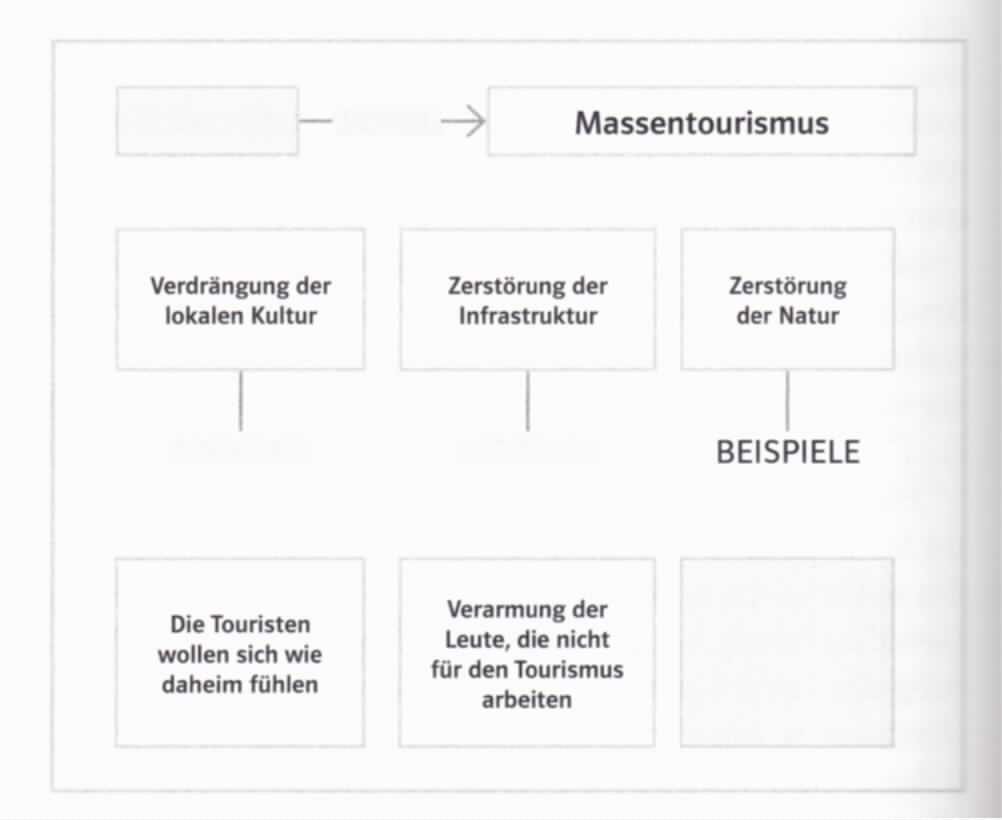 Massentourismus
Verdrängung der
lokalen Kultur
Zerstörung der
Infrastruktur
Zerstörung
der Natur
BEISPIELE
Die Touristen
wollen sich wie
daheim fühlen
Verarmung der
Leute, die nicht
für den Tourismus
arbeiten